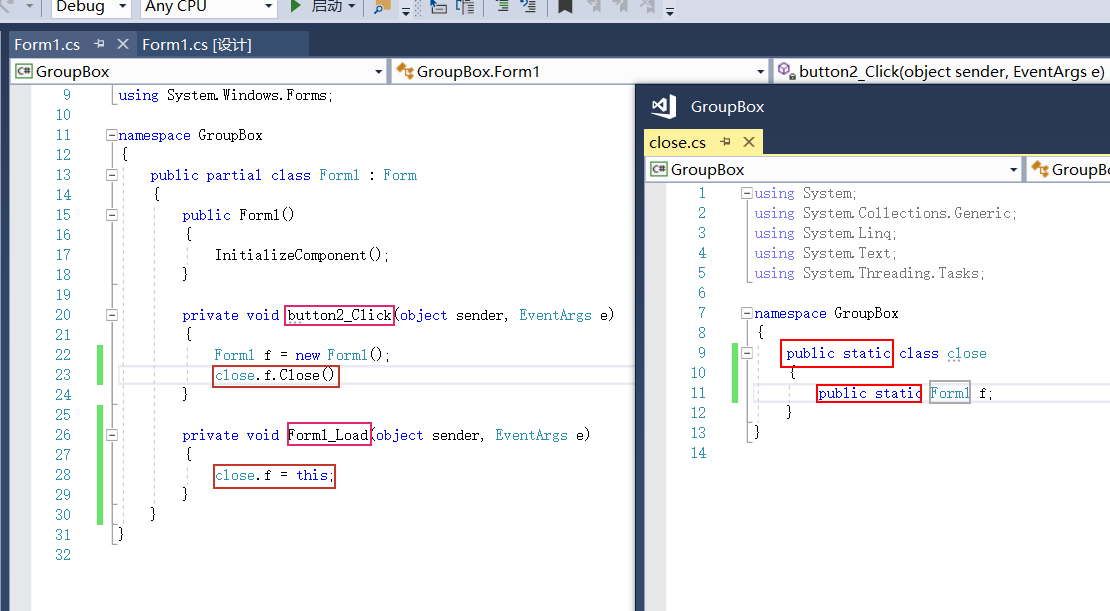 Debug Any CPU 启动
Form1.cs Form1.cs [设计]
GroupBox GroupBox.Form1 button2_Click(object sender, EventArgs e)
9 using System.Windows.Forms;
10
11 namespace GroupBox
12 {
13 public partial class Form1 : Form
14 {
15 public Form1()
16 {
17 InitializeComponent();
18 }
19
20 private void button2_Click(object sender, EventArgs e)
21 {
22 Form1 f = new Form1();
23 close.f.Close()
24 }
25
26 private void Form1_Load(object sender, EventArgs e)
27 {
28 close.f = this;
29 }
30 }
31 }
32
GroupBox
close.cs
GroupBox GroupBo
1 using System;
2 using System.Collections.Generic;
3 using System.Linq;
4 using System.Text;
5 using System.Threading.Tasks;
6
7 namespace GroupBox
8 {
9 public static class close
10 {
11 public static Form1 f;
12 }
13 }
14